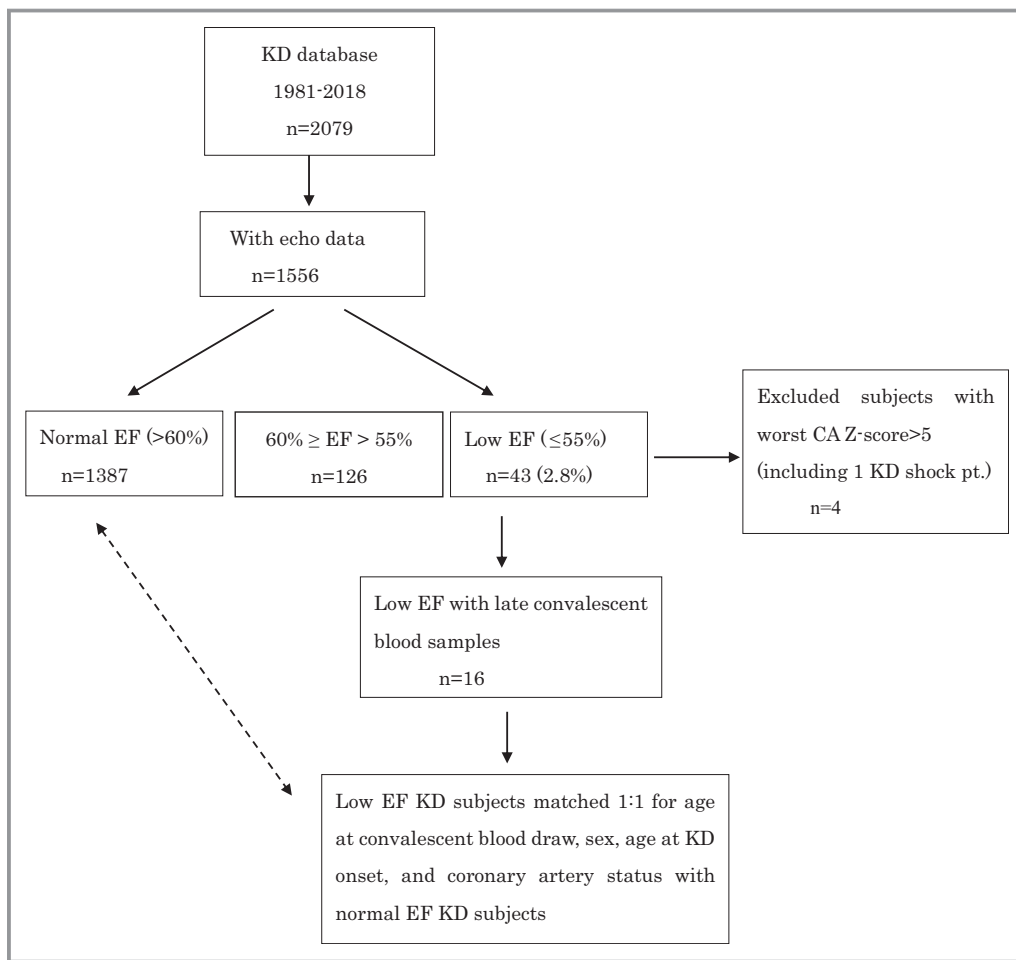 KD database
1981-2018
n=2079
With echo data
n=1556
Normal EF (>60%)
n=1387
60% ≥ EF > 55%
n=126
Low EF (≤55%)
n=43 (2.8%)
Excluded subjects with
worst CA Z-score>5
(including 1 KD shock pt.)
n=4
Low EF with late convalescent
blood samples
n=16
Low EF KD subjects matched 1:1 for age
at convalescent blood draw, sex, age at KD
onset, and coronary artery status with
normal EF KD subjects